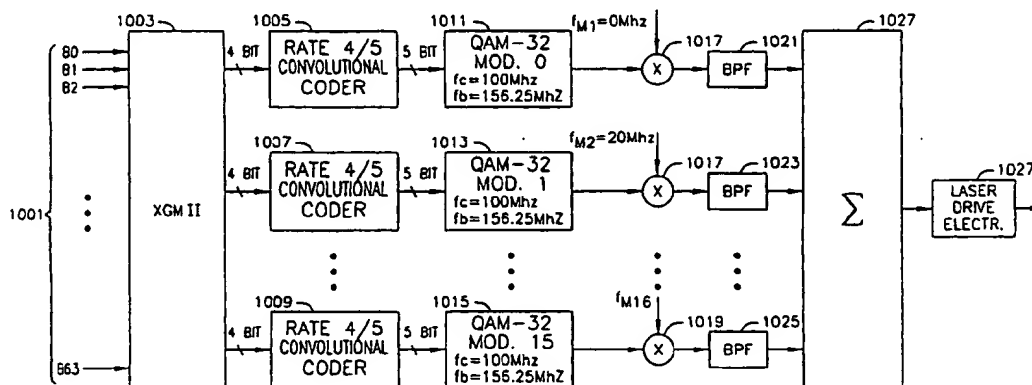 1003
1005
1011
fM1=0Mhz
1027
B0
B1
B2
4 BIT
RATE 4/5
CONVOLUTIONAL
CODER
5 BIT
QAM-32
MOD. 0
fc=100Mhz
fb=156.25MhZ
X
1017
1021
BPF
1007
1013
fM2=20Mhz
1001
XGM II
4 BIT
RATE 4/5
CONVOLUTIONAL
CODER
5 BIT
QAM-32
MOD. 1
fc=100Mhz
fb=156.25MhZ
X
1017
1023
BPF
Σ
1027
LASER
DRIVE
ELECTR.
1009
1015
fM16
B63
4 BIT
RATE 4/5
CONVOLUTIONAL
CODER
5 BIT
QAM-32
MOD. 15
fc=100Mhz
fb=156.25MhZ
X
1019
1025
BPF